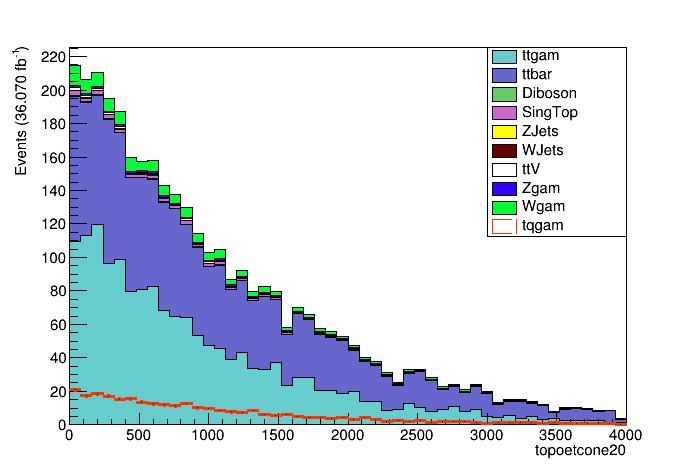 Events (36.070 fb⁻¹)
220
200
180
160
140
120
100
80
60
40
20
0
ttgam
ttbar
Diboson
SingTop
ZJets
WJets
ttV
Zgam
Wgam
tqgam
0 500 1000 1500 2000 2500 3000 3500 4000
topoetcone20